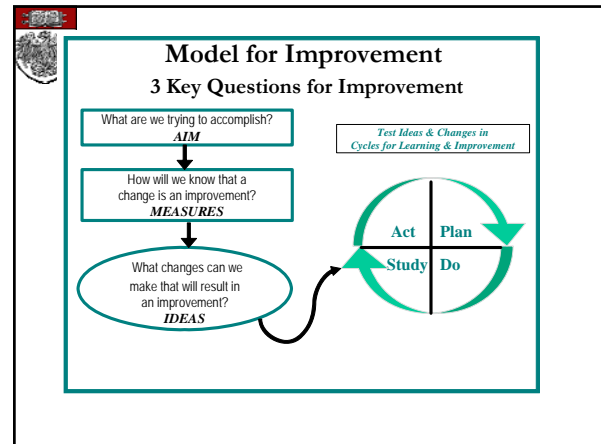 Model for Improvement
3 Key Questions for Improvement
What are we trying to accomplish?
AIM
How will we know that a
change is an improvement?
MEASURES
What changes can we
make that will result in
an improvement?
IDEAS
Test Ideas & Changes in
Cycles for Learning & Improvement
Act Plan
Study Do